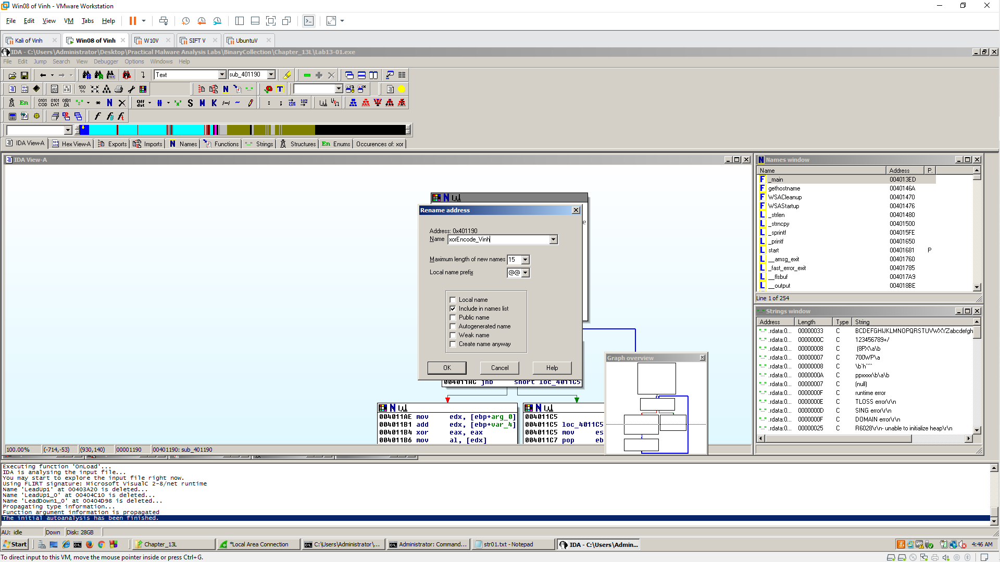 Win08 of Vinh - VMware Workstation
File Edit View VM Tabs Help
Kali of Vinh Win08 of Vinh W10V SIFT V UbuntuV
IDA - C:\Users\Administrator\Desktop\Practical Malware Analysis Labs\BinaryCollection\Chapter_13L\Lab13-01.exe
File Edit Jump Search View Debugger Options Windows Help
Text sub_401190
IDA View-A Hex View-A Exports Imports Names Functions Strings Structures En Enums Occurences of: xor
IDA View-A
Rename address
Address: 0x401190
Name xorEncode_Vinh
Maximum length of new names 15
Local name prefix @@
Local name
Include in names list
Public name
Autogenerated name
Weak name
Create name anyway
OK Cancel Help
004011AC jnb short loc_4011C5
004011AE mov edx, [ebp+arg_0]
004011B1 add edx, [ebp+var_4]
004011B4 xor eax, eax
004011B6 mov al, [edx]
004011C5
004011C5 loc_4011C5
004011C5 mov es
004011C7 pop eb
Graph overview
100.00% (-714,-53) (930,140) 00001190 00401190: sub_401190
Names window
Name Address P.
_main 004013ED
gethostname 0040146A
WSACleanup 00401470
WSAStartup 00401476
_strlen 00401480
_strncpy 00401500
_sprintf 004015FE
_printf 00401650
start 00401681 P
__amsg_exit 00401760
_fast_error_exit 00401785
__flsbuf 004017A9
__output 004018BE
Line 1 of 254
Strings window
Address Length Type String
.rdata:0... 00000033 C BCDEFGHIJKLMNOPQRSTUVWXYZabcdefgh
.rdata:0... 0000000C C 123456789+/
.rdata:0... 00000008 C (8PX\a\b
.rdata:0... 00000007 C 700WP\a
.rdata:0... 00000008 C \b`h````
.rdata:0... 0000000A C ppxxxx\b\a\b
.rdata:0... 00000007 C (null)
.rdata:0... 0000000F C runtime error
.rdata:0... 0000000E C TLOSS error\r\n
.rdata:0... 0000000D C SING error\r\n
.rdata:0... 0000000F C DOMAIN error\r\n
.rdata:0... 00000025 C R6028\r\n- unable to initialize heap\r\n
Executing function 'OnLoad'...
IDA is analysing the input file...
You may start to explore the input file right now.
Using FLIRT signature: Microsoft VisualC 2-8/net runtime
Name 'LeadUp1' at 00403A20 is deleted...
Name 'LeadUp1_0' at 00404C10 is deleted...
Name 'LeadDown1_0' at 00404D98 is deleted...
Propagating type information...
Function argument information is propagated
The initial autoanalysis has been finished.
AU: idle Down Disk: 28GB
Start Chapter_13L *Local Area Connection C:\Users\Administrator\... Administrator: Command... str01.txt - Notepad IDA - C:\Users\Admin... 4:46 AM
To direct input to this VM, move the mouse pointer inside or press Ctrl+G.